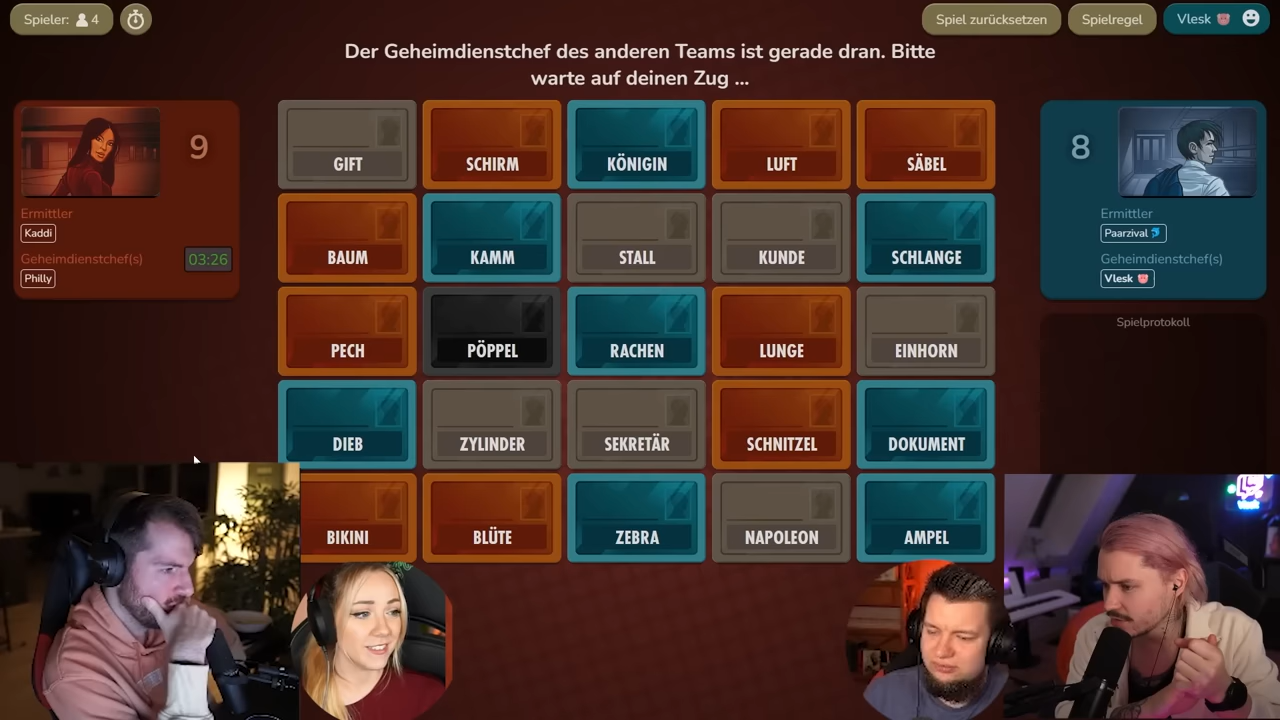 Spieler: 4
Spiel zurücksetzen
Spielregel
Vlesk
Der Geheimdienstchef des anderen Teams ist gerade dran. Bitte
warte auf deinen Zug ...
9
Ermittler
Kaddi
Geheimdienstchef(s)
03:26
Philly
GIFT
SCHIRM
KÖNIGIN
LUFT
SÄBEL
BAUM
KAMM
STALL
KUNDE
SCHLANGE
PECH
PÖPPEL
RACHEN
LUNGE
EINHORN
DIEB
ZYLINDER
SEKRETÄR
SCHNITZEL
DOKUMENT
BIKINI
BLÜTE
ZEBRA
NAPOLEON
AMPEL
8
Ermittler
Paarzival
Geheimdienstchef(s)
Vlesk
Spielprotokoll